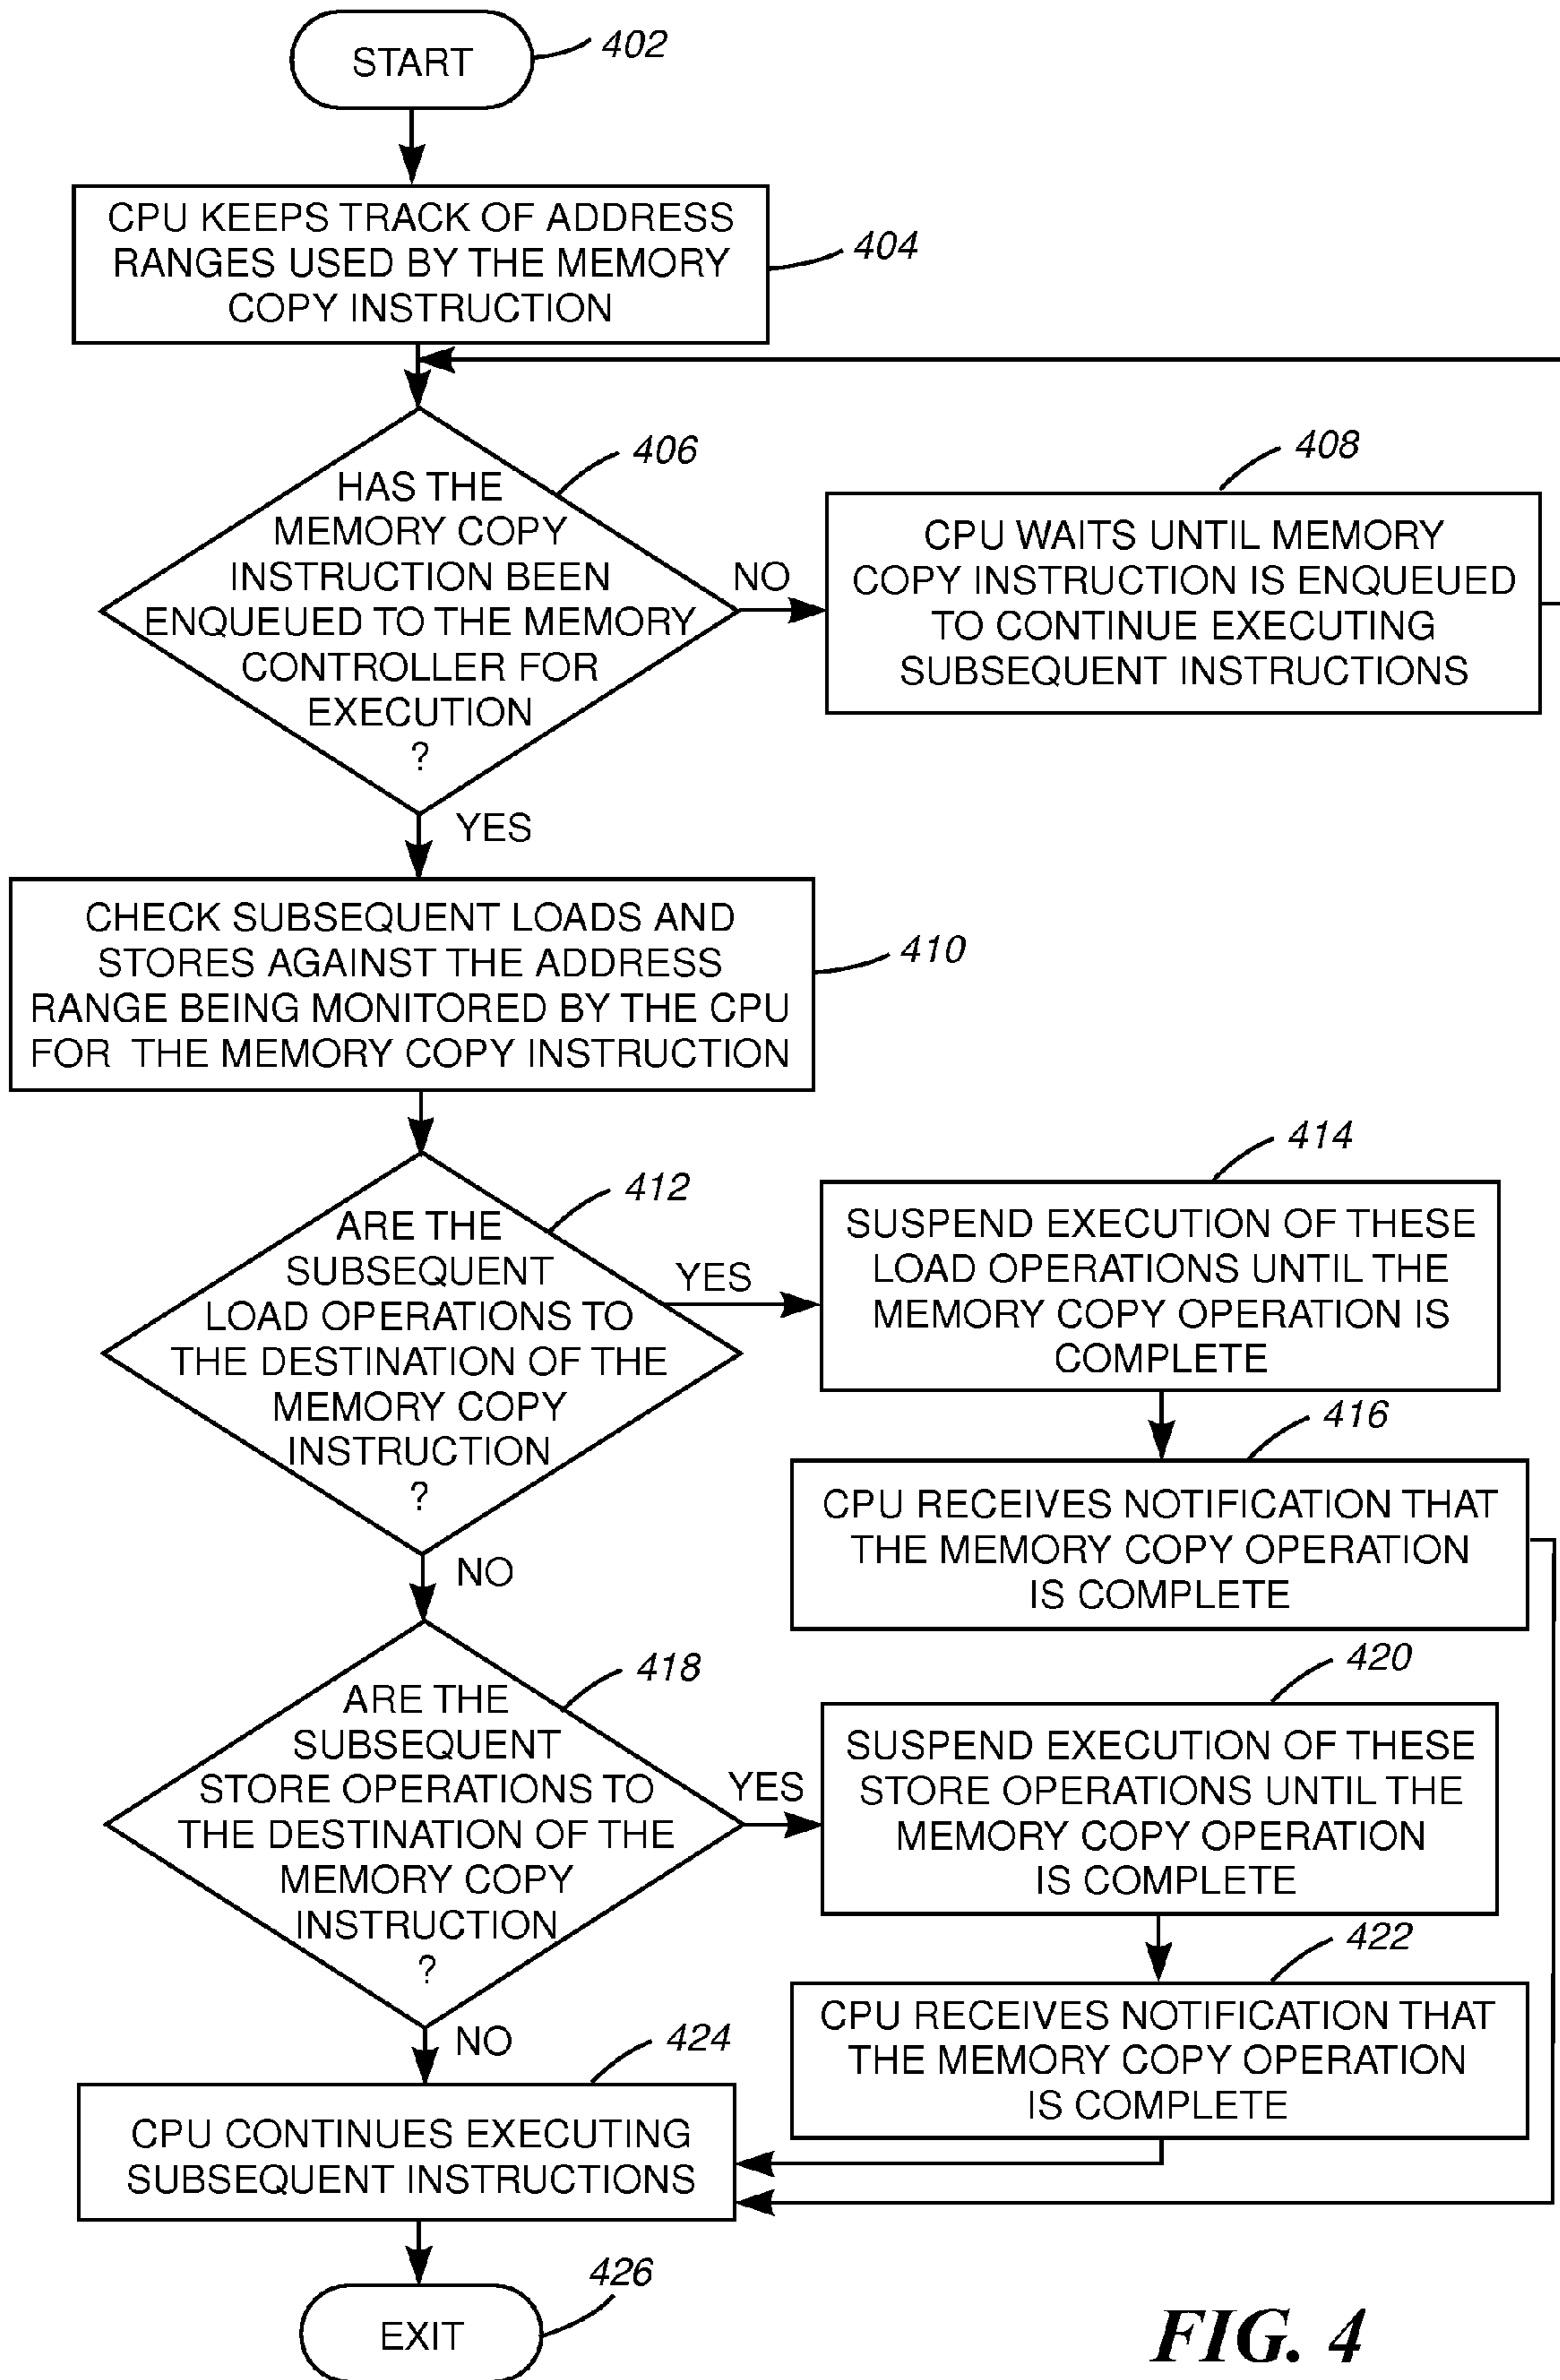 START
402
CPU KEEPS TRACK OF ADDRESS
RANGES USED BY THE MEMORY
COPY INSTRUCTION
404
HAS THE
MEMORY COPY
INSTRUCTION BEEN
ENQUEUED TO THE MEMORY
CONTROLLER FOR
EXECUTION
?
406
NO
408
CPU WAITS UNTIL MEMORY
COPY INSTRUCTION IS ENQUEUED
TO CONTINUE EXECUTING
SUBSEQUENT INSTRUCTIONS
YES
CHECK SUBSEQUENT LOADS AND
STORES AGAINST THE ADDRESS
RANGE BEING MONITORED BY THE CPU
FOR THE MEMORY COPY INSTRUCTION
410
ARE THE
SUBSEQUENT
LOAD OPERATIONS TO
THE DESTINATION OF THE
MEMORY COPY
INSTRUCTION
?
412
YES
414
SUSPEND EXECUTION OF THESE
LOAD OPERATIONS UNTIL THE
MEMORY COPY OPERATION IS
COMPLETE
416
CPU RECEIVES NOTIFICATION THAT
THE MEMORY COPY OPERATION
IS COMPLETE
NO
ARE THE
SUBSEQUENT
STORE OPERATIONS TO
THE DESTINATION OF THE
MEMORY COPY
INSTRUCTION
?
418
YES
420
SUSPEND EXECUTION OF THESE
STORE OPERATIONS UNTIL THE
MEMORY COPY OPERATION
IS COMPLETE
422
CPU RECEIVES NOTIFICATION THAT
THE MEMORY COPY OPERATION
IS COMPLETE
NO
424
CPU CONTINUES EXECUTING
SUBSEQUENT INSTRUCTIONS
426
EXIT
FIG. 4